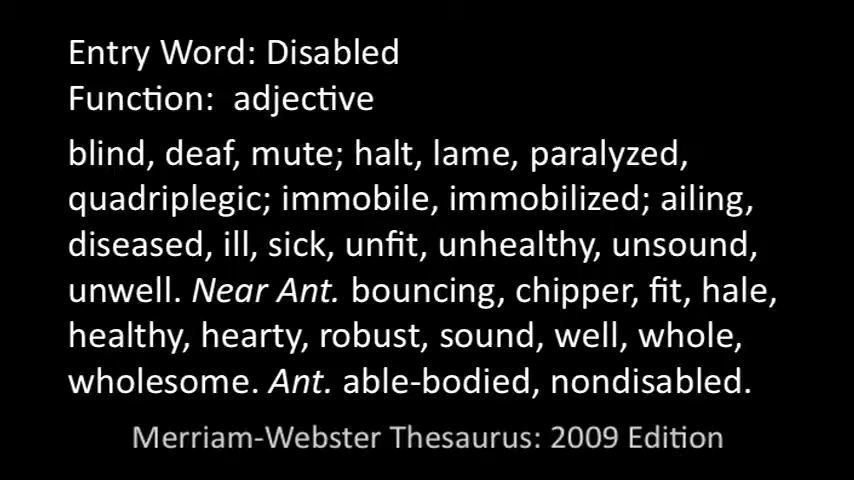 Entry Word: Disabled
Function:  adjective
blind, deaf, mute; halt, lame, paralyzed,
quadriplegic; immobile, immobilized; ailing,
diseased, ill, sick, unfit, unhealthy, unsound,
unwell. Near Ant. bouncing, chipper, fit, hale,
healthy, hearty, robust, sound, well, whole,
wholesome. Ant. able-bodied, nondisabled.
Merriam-Webster Thesaurus: 2009 Edition